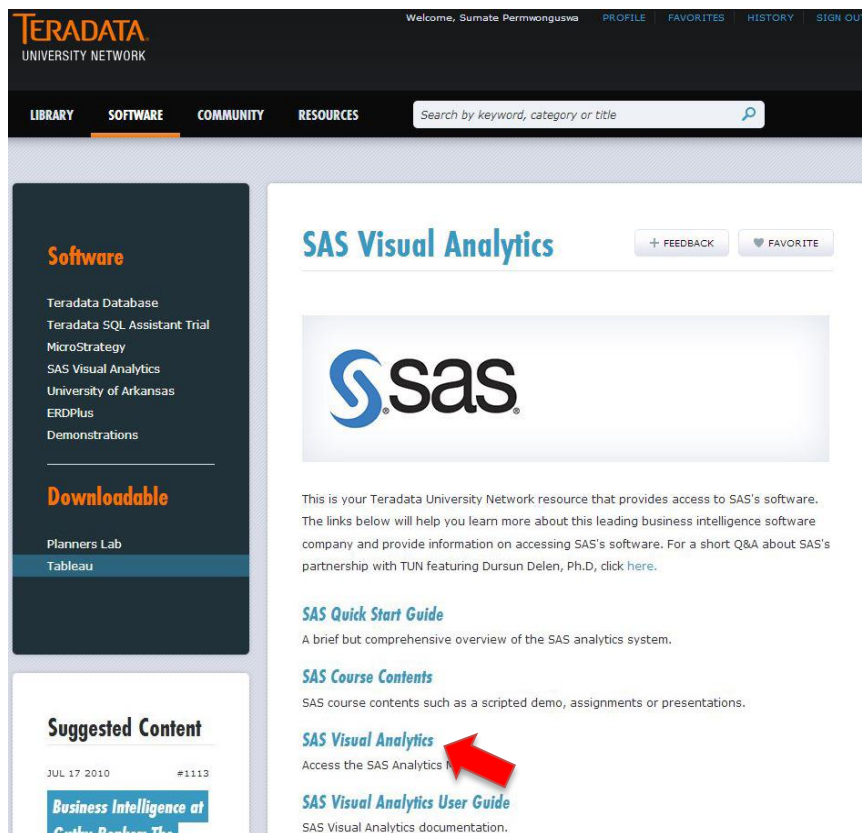 TERADATA.
UNIVERSITY NETWORK
Welcome, Sumate Permwonguswa PROFILE FAVORITES HISTORY SIGN OUT
LIBRARY SOFTWARE COMMUNITY RESOURCES Search by keyword, category or title
Software
Teradata Database
Teradata SQL Assistant Trial
MicroStrategy
SAS Visual Analytics
University of Arkansas
ERDPlus
Demonstrations
Downloadable
Planners Lab
Tableau
Suggested Content
JUL 17 2010 #1113
Business Intelligence at
SAS Visual Analytics
+ FEEDBACK FAVORITE
sas
This is your Teradata University Network resource that provides access to SAS's software.
The links below will help you learn more about this leading business intelligence software
company and provide information on accessing SAS's software. For a short Q&A about SAS's
partnership with TUN featuring Dursun Delen, Ph.D, click here.
SAS Quick Start Guide
A brief but comprehensive overview of the SAS analytics system.
SAS Course Contents
SAS course contents such as a scripted demo, assignments or presentations.
SAS Visual Analytics
Access the SAS Analytics
SAS Visual Analytics User Guide
SAS Visual Analytics documentation.